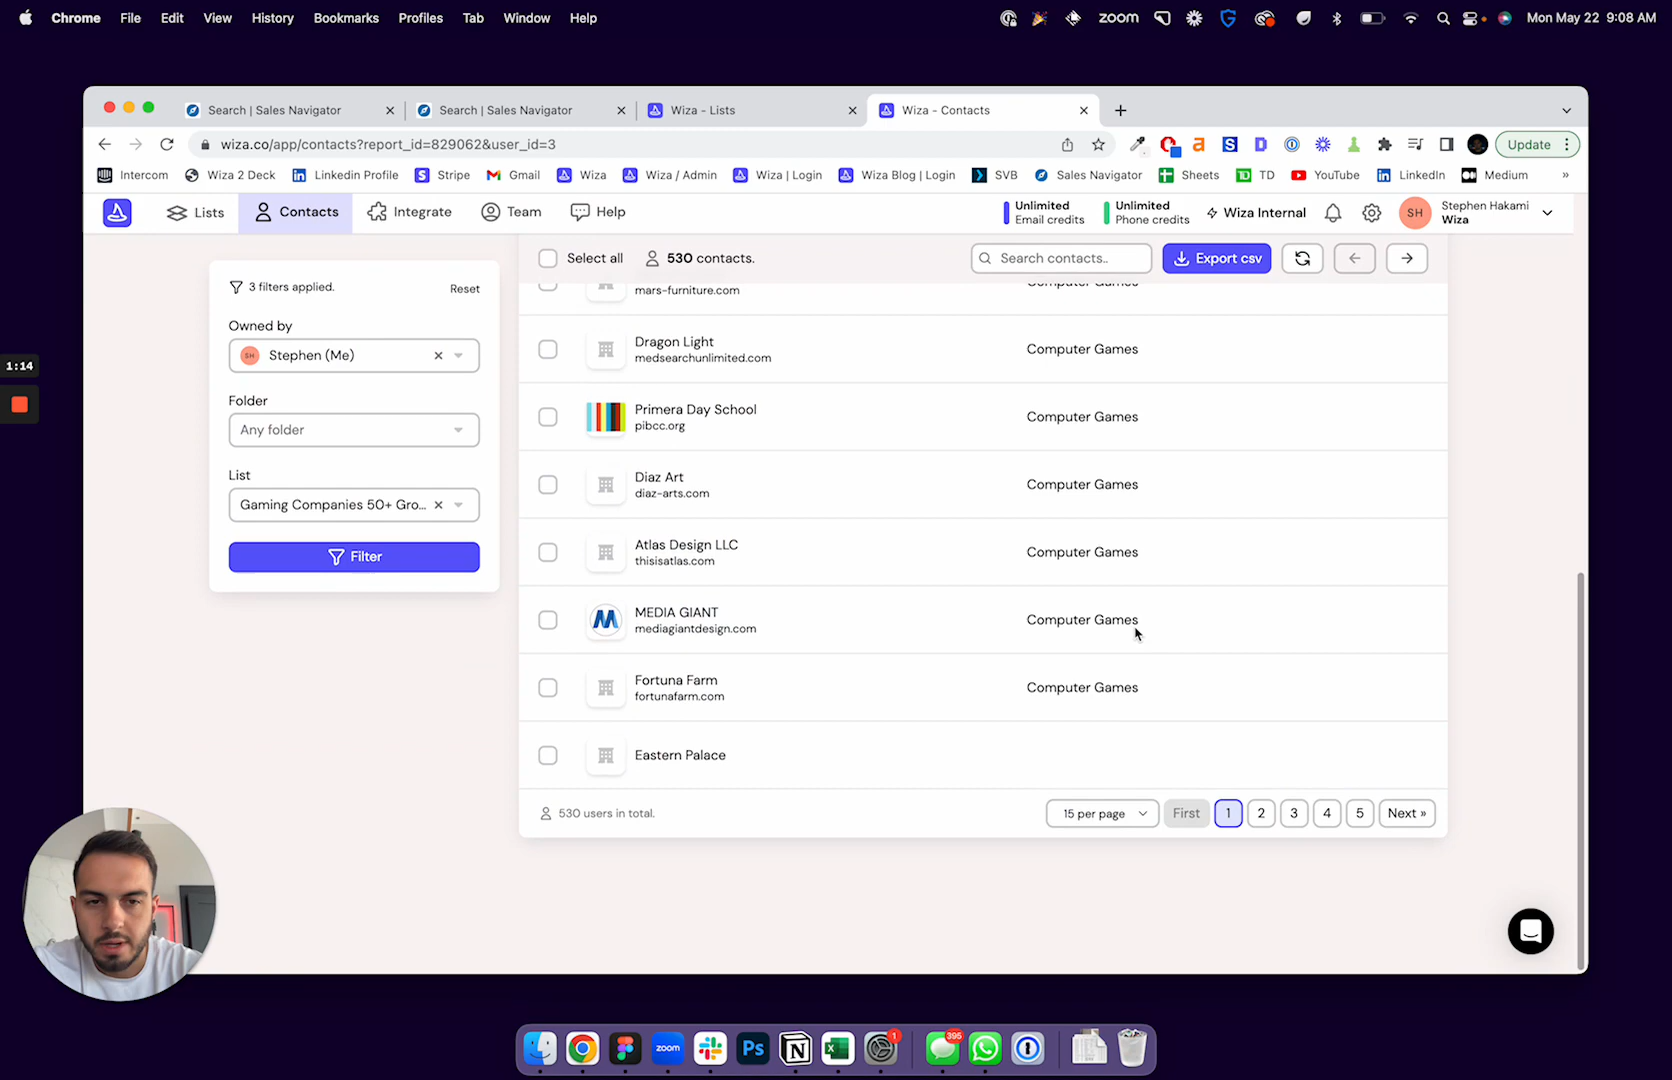 Chrome File Edit View History Bookmarks Profiles Tab Window Help
zoom Mon May 22 9:08 AM
Search | Sales Navigator Search | Sales Navigator Wiza - Lists Wiza - Contacts
wiza.co/app/contacts?report_id=829062&user_id=3
Update
Intercom Wiza 2 Deck Linkedin Profile Stripe Gmail Wiza Wiza / Admin Wiza | Login Wiza Blog | Login SVB Sales Navigator Sheets TD YouTube LinkedIn Medium »
Lists Contacts Integrate Team Help
Unlimited
Email credits
Unlimited
Phone credits
Wiza Internal
SH
Stephen Hakami
Wiza
Select all 530 contacts.
Search contacts..
Export csv
3 filters applied.
Reset
Owned by
SH Stephen (Me)
Folder
Any folder
List
Gaming Companies 50+ Gro...
Filter
mars-furniture.com
Computer Games
Dragon Light
medsearchunlimited.com
Computer Games
Primera Day School
pibcc.org
Computer Games
Diaz Art
diaz-arts.com
Computer Games
Atlas Design LLC
thisisatlas.com
Computer Games
MEDIA GIANT
mediagiantdesign.com
Computer Games
Fortuna Farm
fortunafarm.com
Computer Games
Eastern Palace
530 users in total.
15 per page First 1 2 3 4 5 Next »
1:14
zoom Ps 1 395